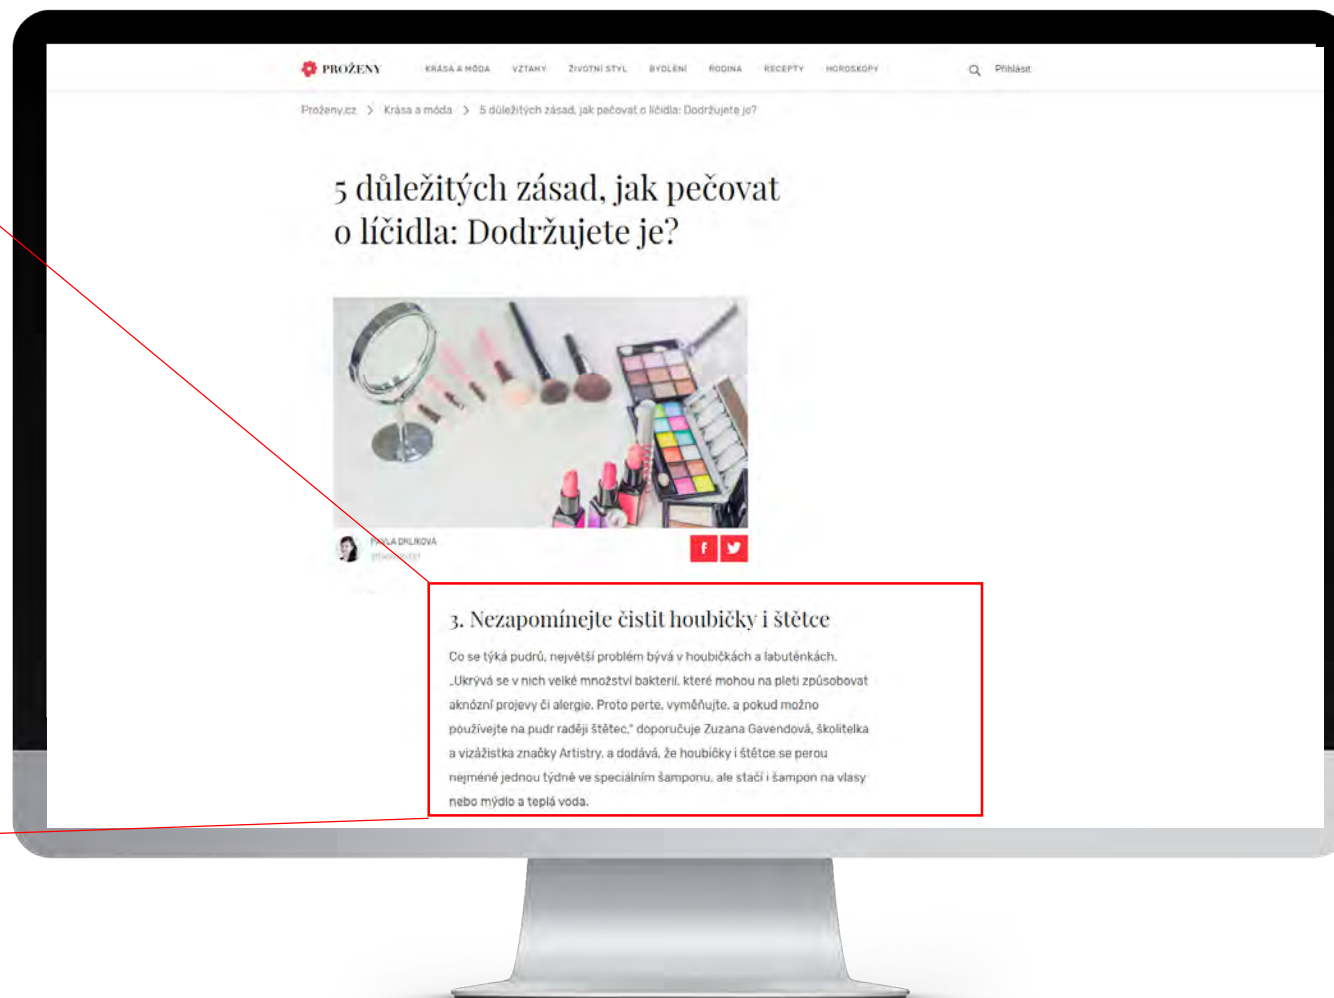 PROŽENY KRÁSA A MÓDA VZTAHY ŽIVOTNÍ STYL BYDLENÍ RODINA RECEPTY HOROSKOPY Přihlásit
Proženy.cz > Krása a móda > 5 důležitých zásad, jak pečovat o líčidla: Dodržujete je?
5 důležitých zásad, jak pečovat
o líčidla: Dodržujete je?
PAVLA DRLÍKOVÁ
3. Nezapomínejte čistit houbičky i štětce
Co se týká pudrů, největší problém bývá v houbičkách a labuténkách.
„Ukrývá se v nich velké množství bakterií, které mohou na pleti způsobovat
aknózní projevy či alergie. Proto perte, vyměňujte, a pokud možno
používejte na pudr raději štětec,“ doporučuje Zuzana Gavendová, školitelka
a vizážistka značky Artistry, a dodává, že houbičky i štětce se perou
nejméně jednou týdně ve speciálním šamponu, ale stačí i šampon na vlasy
nebo mýdlo a teplá voda.